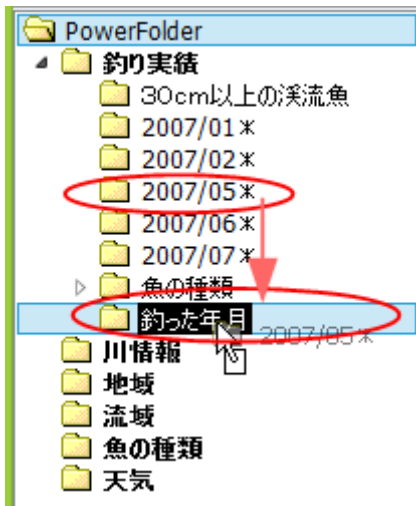 PowerFolder
釣り実績
30cm以上の渓流魚
2007/01*
2007/02*
2007/05*
2007/06*
2007/07*
魚の種類
釣った年月
2007/05*
川情報
地域
流域
魚の種類
天気